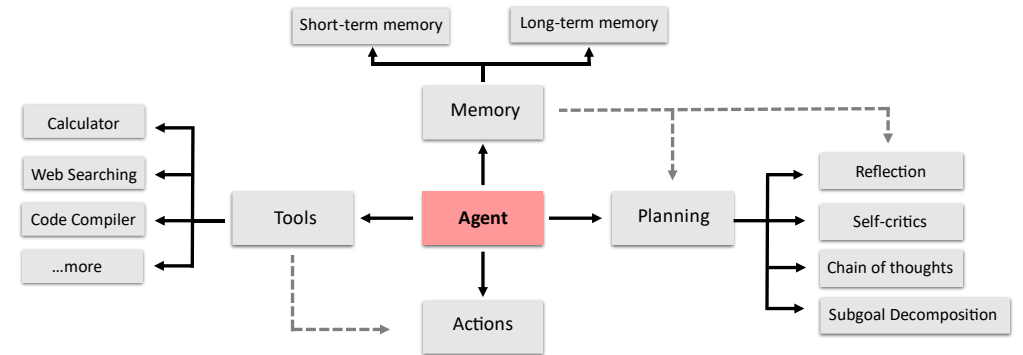 Short-term memory
Long-term memory
Memory
Calculator
Web Searching
Code Compiler
...more
Tools
Agent
Planning
Reflection
Self-critics
Chain of thoughts
Subgoal Decomposition
Actions